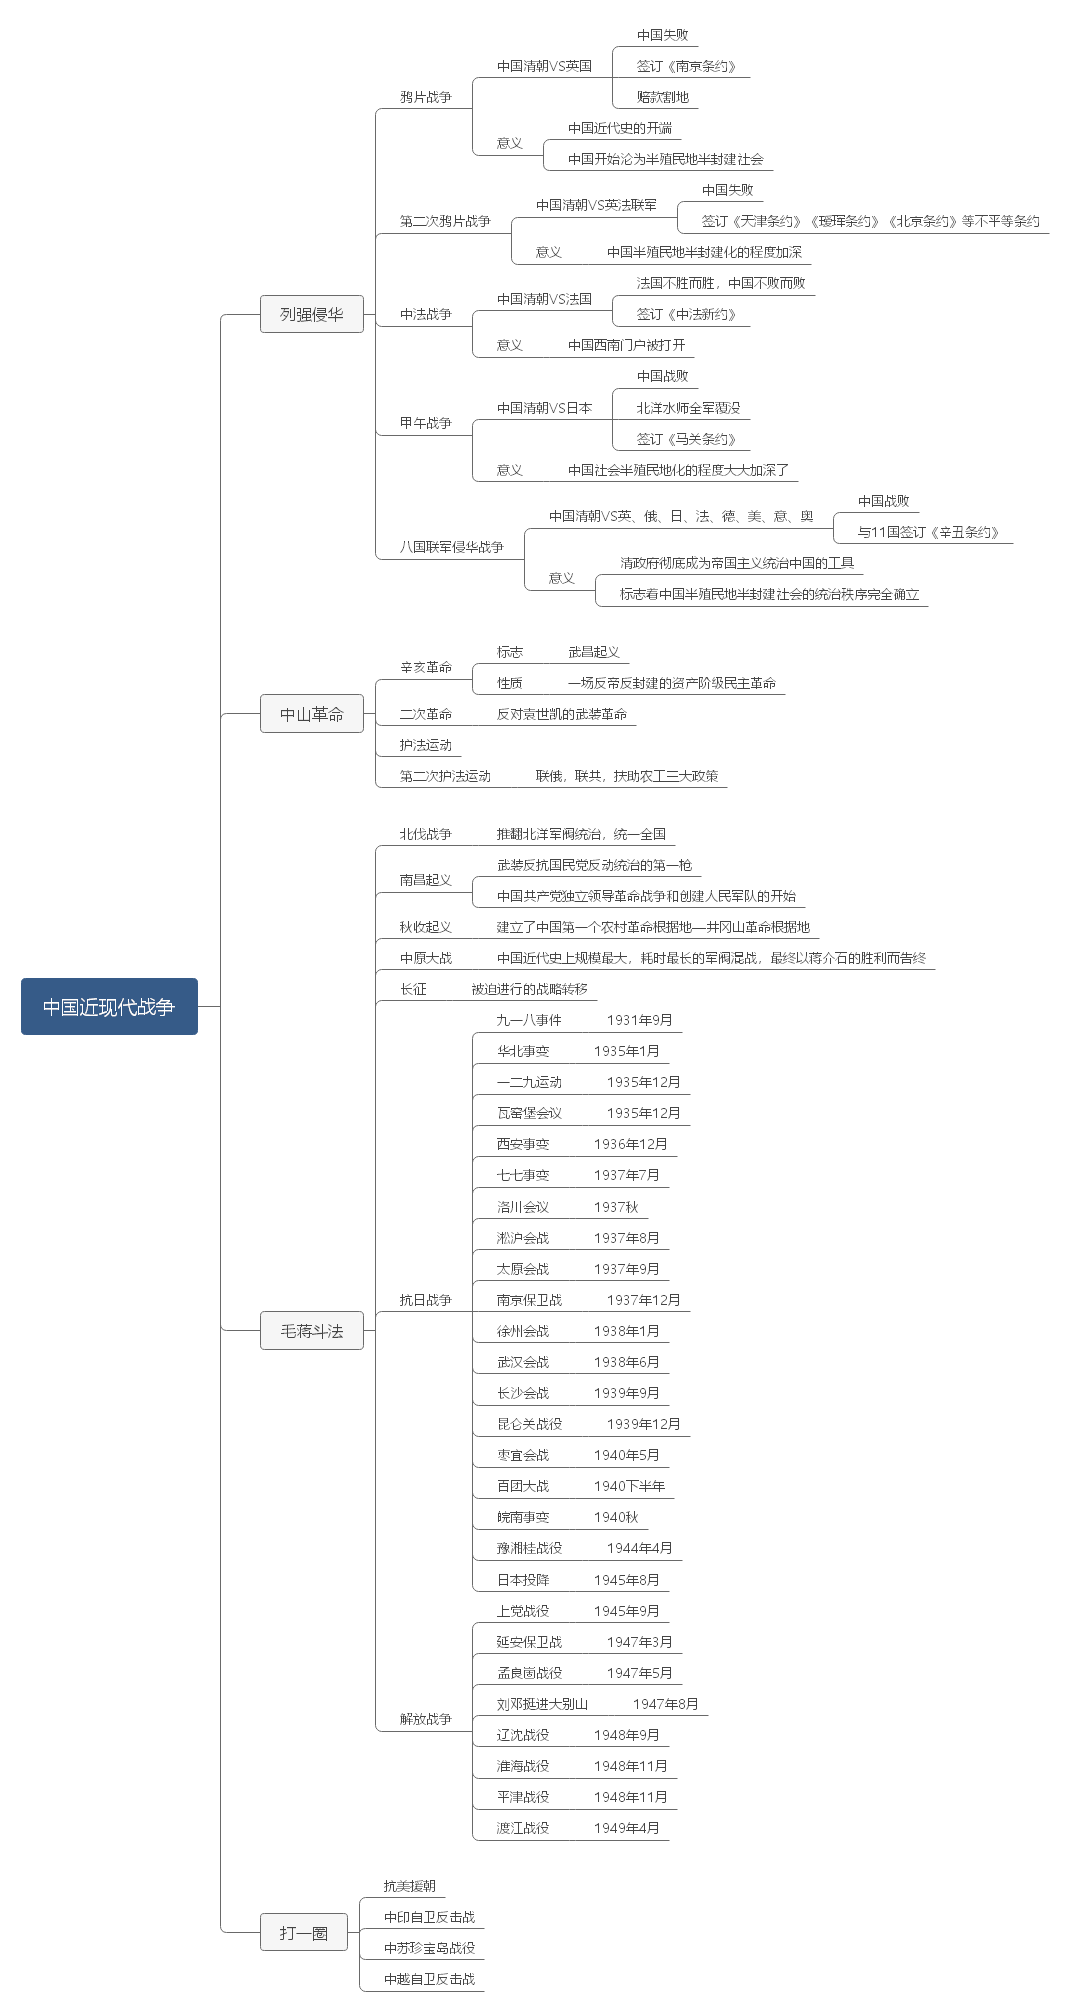 中国近现代战争
列强侵华
鸦片战争
中国清朝VS英国
中国失败
签订《南京条约》
赔款割地
意义
中国近代史的开端
中国开始沦为半殖民地半封建社会
第二次鸦片战争
中国清朝VS英法联军
中国失败
签订《天津条约》《瑷珲条约》《北京条约》等不平等条约
意义
中国半殖民地半封建化的程度加深
中法战争
中国清朝VS法国
法国不胜而胜，中国不败而败
签订《中法新约》
意义
中国西南门户被打开
甲午战争
中国清朝VS日本
中国战败
北洋水师全军覆没
签订《马关条约》
意义
中国社会半殖民地化的程度大大加深了
八国联军侵华战争
中国清朝VS英、俄、日、法、德、美、意、奥
中国战败
与11国签订《辛丑条约》
意义
清政府彻底成为帝国主义统治中国的工具
标志着中国半殖民地半封建社会的统治秩序完全确立
中山革命
辛亥革命
标志
武昌起义
性质
一场反帝反封建的资产阶级民主革命
二次革命
反对袁世凯的武装革命
护法运动
第二次护法运动
联俄，联共，扶助农工三大政策
毛蒋斗法
北伐战争
推翻北洋军阀统治，统一全国
南昌起义
武装反抗国民党反动统治的第一枪
中国共产党独立领导革命战争和创建人民军队的开始
秋收起义
建立了中国第一个农村革命根据地—井冈山革命根据地
中原大战
中国近代史上规模最大，耗时最长的军阀混战，最终以蒋介石的胜利而告终
长征
被迫进行的战略转移
抗日战争
九一八事件
1931年9月
华北事变
1935年1月
一二九运动
1935年12月
瓦窑堡会议
1935年12月
西安事变
1936年12月
七七事变
1937年7月
洛川会议
1937秋
淞沪会战
1937年8月
太原会战
1937年9月
南京保卫战
1937年12月
徐州会战
1938年1月
武汉会战
1938年6月
长沙会战
1939年9月
昆仑关战役
1939年12月
枣宜会战
1940年5月
百团大战
1940下半年
皖南事变
1940秋
豫湘桂战役
1944年4月
日本投降
1945年8月
解放战争
上党战役
1945年9月
延安保卫战
1947年3月
孟良崮战役
1947年5月
刘邓挺进大别山
1947年8月
辽沈战役
1948年9月
淮海战役
1948年11月
平津战役
1948年11月
渡江战役
1949年4月
打一圈
抗美援朝
中印自卫反击战
中苏珍宝岛战役
中越自卫反击战